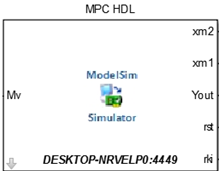 MPC HDL
xm2
xm1
ModelSim
Mv
Yout
Simulator
rst
DESKTOP-NRVELP0:4449
rki